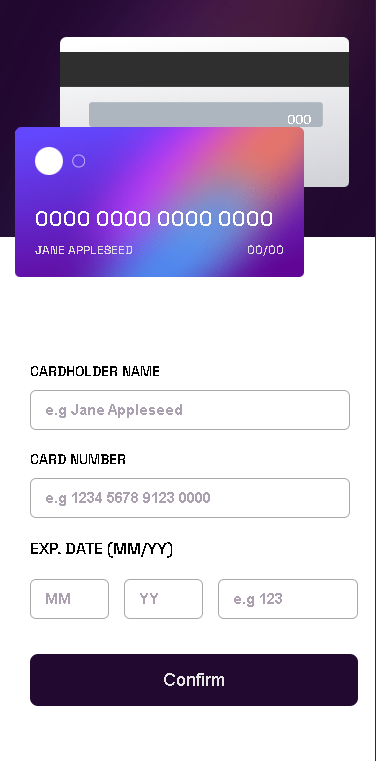 000
0000 0000 0000 0000
JANE APPLESEED 00/00
CARDHOLDER NAME
e.g Jane Appleseed
CARD NUMBER
e.g 1234 5678 9123 0000
EXP. DATE (MM/YY)
MM YY e.g 123
Confirm